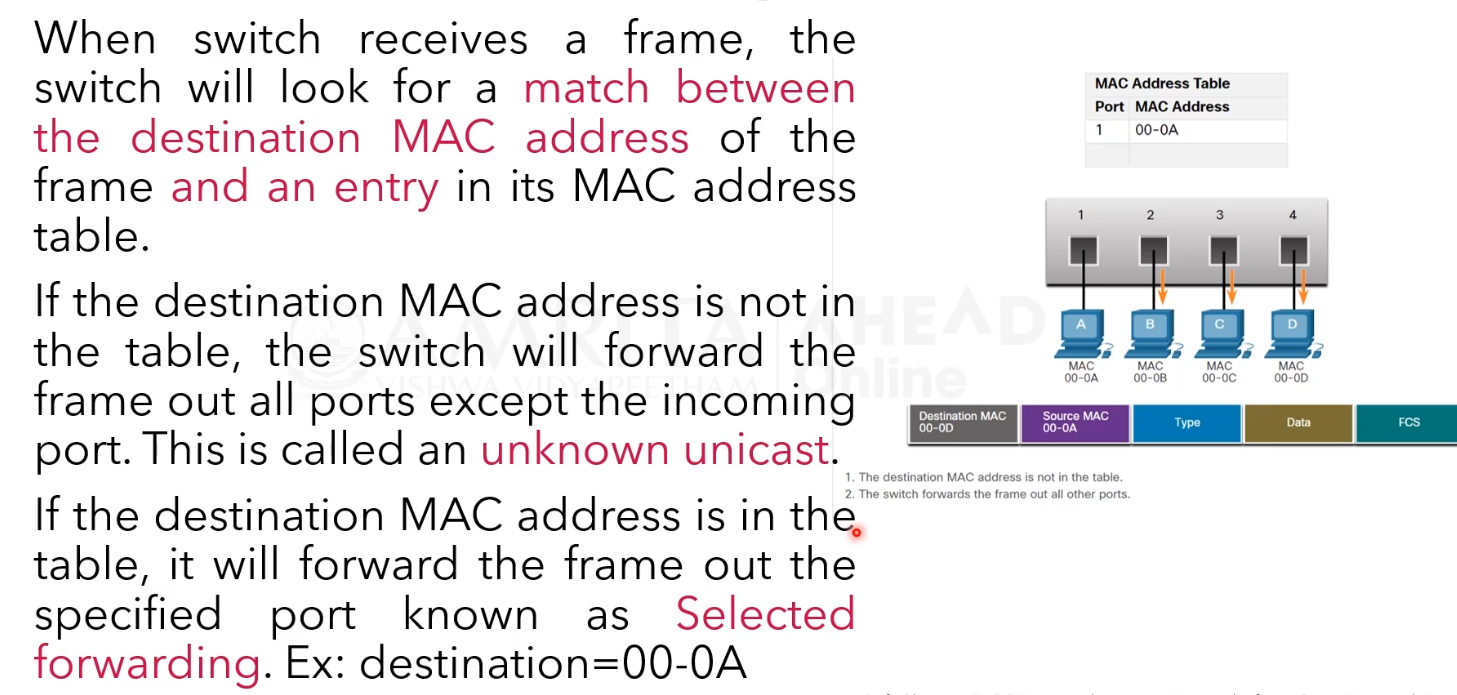 When switch receives a frame, the
switch will look for a match between
the destination MAC address of the
frame and an entry in its MAC address
table.
If the destination MAC address is not in
the table, the switch will forward the
frame out all ports except the incoming
port. This is called an unknown unicast.
If the destination MAC address is in the
table, it will forward the frame out the
specified port known as Selected
forwarding. Ex: destination=00-0A
MAC Address Table
Port MAC Address
1 00-0A
1 2 3 4
A B C D
MAC MAC MAC MAC
00-0A 00-0B 00-0C 00-0D
Destination MAC Source MAC Type Data FCS
00-0D 00-0A
1. The destination MAC address is not in the table.
2. The switch forwards the frame out all other ports.
AMRITA AHEAD
VISHWA VIDYAPEETHAM Online